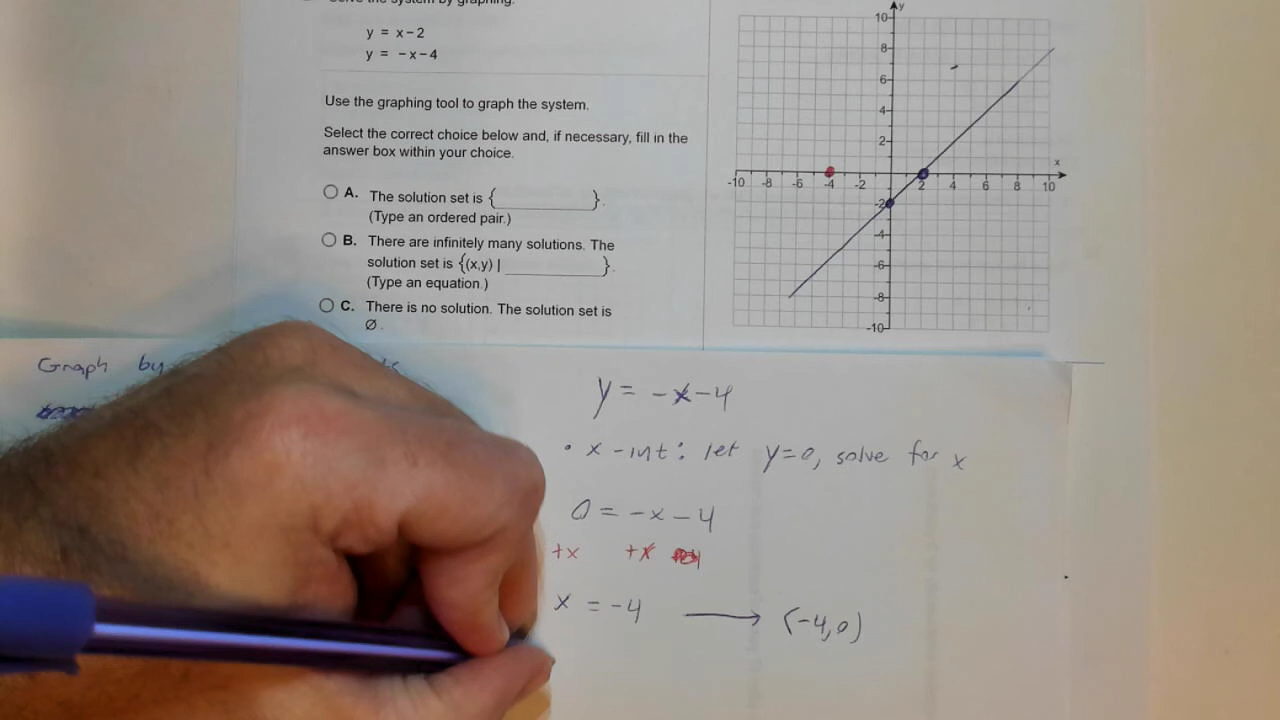 y = x-2
y = -x-4
Use the graphing tool to graph the system.
Select the correct choice below and, if necessary, fill in the
answer box within your choice.
A. The solution set is { }.
(Type an ordered pair.)
B. There are infinitely many solutions. The
solution set is {(x,y) | }.
(Type an equation.)
C. There is no solution. The solution set is
Ø.
y
10
8
6
4
2
x
-10 -8 -6 -4 -2 2 4 6 8 10
-2
-4
-6
-8
-10
Graph by
y = -x-4
• x-int: let y=0, solve for x
0 = -x-4
+x +x
x = -4 → (-4,0)